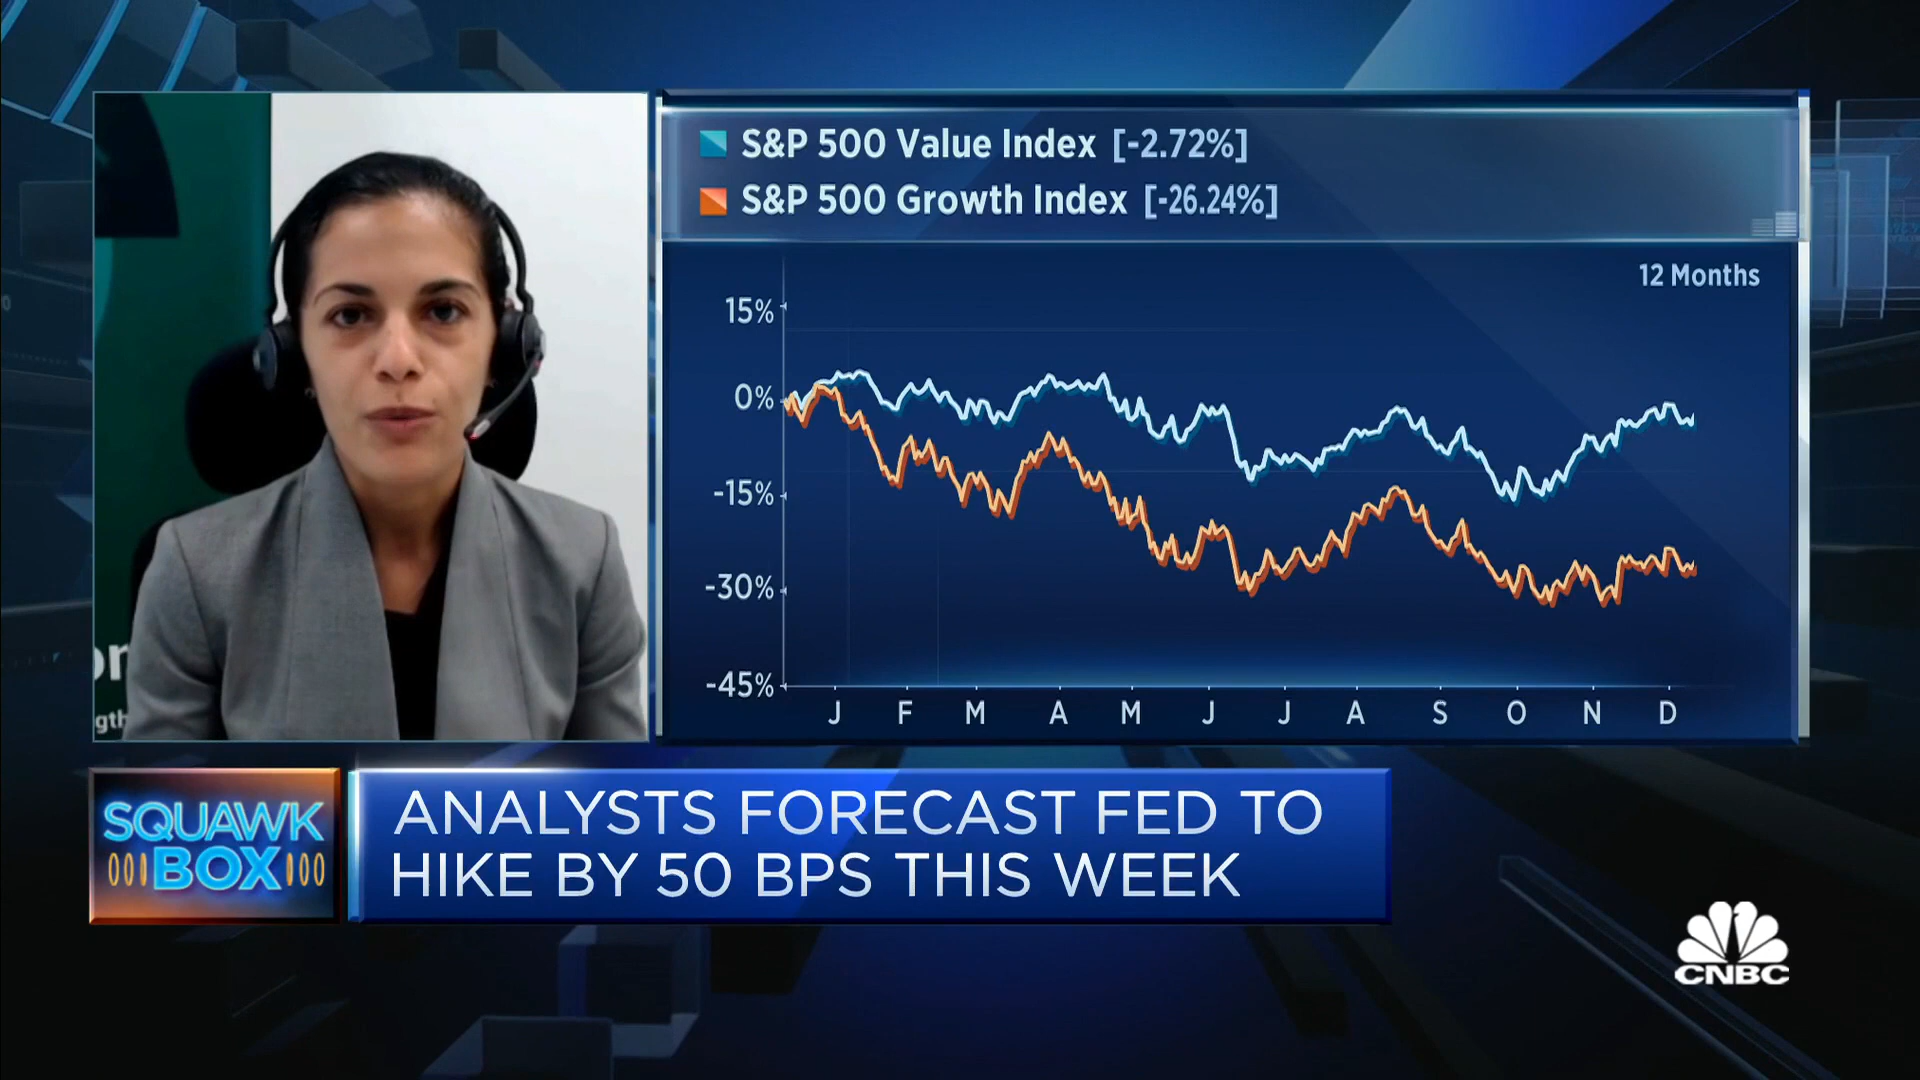 S&P 500 Value Index [-2.72%]
S&P 500 Growth Index [-26.24%]
12 Months
15%
0%
-15%
-30%
-45%
J F M A M J J A S O N D
SQUAWK
BOX
ANALYSTS FORECAST FED TO
HIKE BY 50 BPS THIS WEEK
CNBC